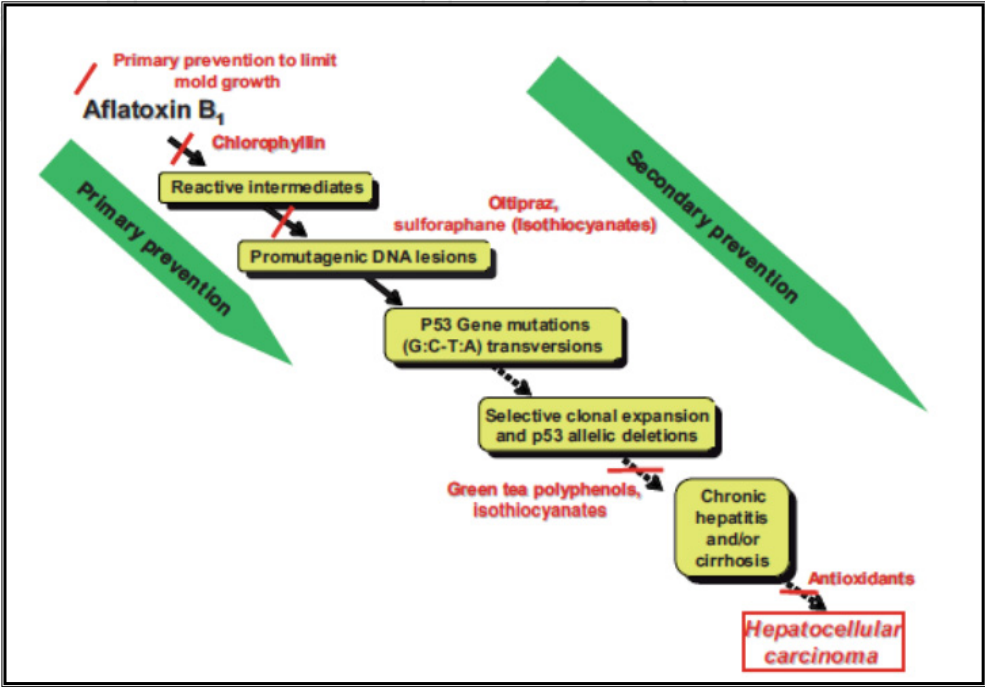 Primary prevention to limit
mold growth
Aflatoxin B1
Chlorophyllin
Reactive intermediates
Oltipraz,
sulforaphane (Isothiocyanates)
Promutagenic DNA lesions
Primary prevention
Secondary prevention
P53 Gene mutations
(G:C-T:A) transversions
Selective clonal expansion
and p53 allelic deletions
Green tea polyphenols,
isothiocyanates
Chronic
hepatitis
and/or
cirrhosis
Antioxidants
Hepatocellular
carcinoma